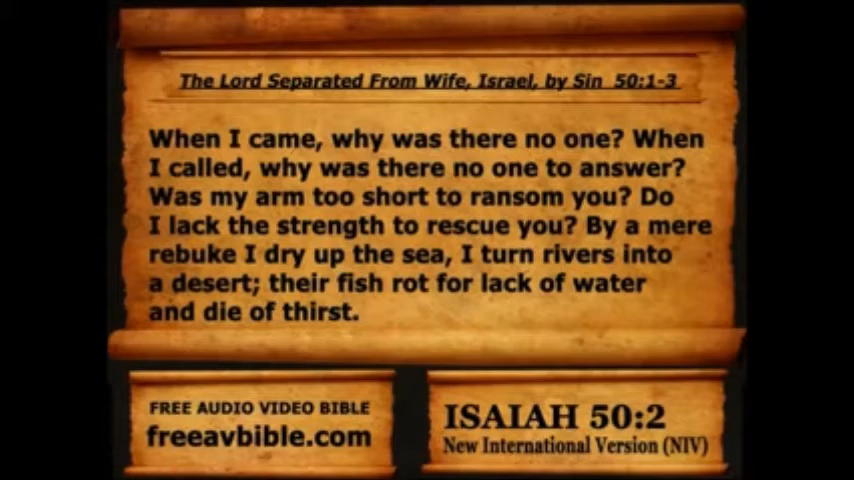 The Lord Separated From Wife, Israel, by Sin 50:1-3
When I came, why was there no one? When
I called, why was there no one to answer?
Was my arm too short to ransom you? Do
I lack the strength to rescue you? By a mere
rebuke I dry up the sea, I turn rivers into
a desert; their fish rot for lack of water
and die of thirst.
FREE AUDIO VIDEO BIBLE
freeavbible.com
ISAIAH 50:2
New International Version (NIV)